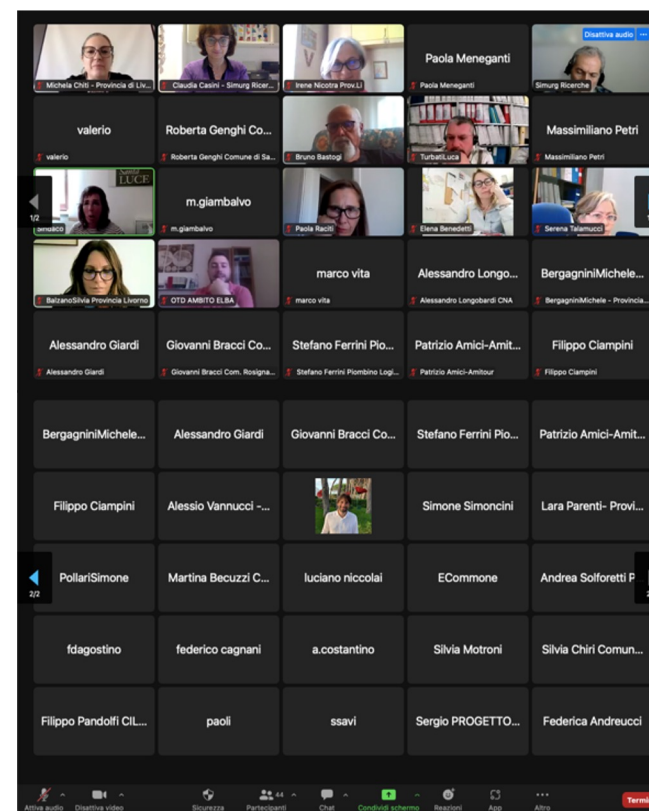 Disattiva audio ...
Michela Chiti - Provincia di Liv...
Claudia Casini - Simurg Ricer...
Irene Nicotra Prov.Li
Paola Meneganti
Paola Meneganti
Simurg Ricerche
valerio
valerio
Roberta Genghi Co...
Roberta Genghi Comune di Sa...
Bruno Bastogi
TurbatiLuca
Massimiliano Petri
Massimiliano Petri
1/2
LUCE
Sindaco
m.giambalvo
m.giambalvo
Paola Raciti
Elena Benedetti
Serena Talamucci
BalzanoSilvia Provincia Livorno
OTD AMBITO ELBA
marco vita
marco vita
Alessandro Longo...
Alessandro Longobardi CNA
BergagniniMichele...
BergagniniMichele - Provincia...
Alessandro Giardi
Alessandro Giardi
Giovanni Bracci Co...
Giovanni Bracci Com. Rosigna...
Stefano Ferrini Pio...
Stefano Ferrini Piombino Logi...
Patrizio Amici-Amit...
Patrizio Amici-Amitour
Filippo Ciampini
Filippo Ciampini
BergagniniMichele...
Alessandro Giardi
Giovanni Bracci Co...
Stefano Ferrini Pio...
Patrizio Amici-Amit...
Filippo Ciampini
Alessio Vannucci -...
Simone Simoncini
Lara Parenti- Provi...
2/2
PollariSimone
Martina Becuzzi C...
luciano niccolai
ECommone
Andrea Solforetti P
fdagostino
federico cagnani
a.costantino
Silvia Motroni
Silvia Chiri Comun...
Filippo Pandolfi CIL...
paoli
ssavi
Sergio PROGETTO...
Federica Andreucci
Attiva audio
Disattiva video
Sicurezza
44
Partecipanti
Chat
Condividi schermo
Reazioni
App
Altro
Termi